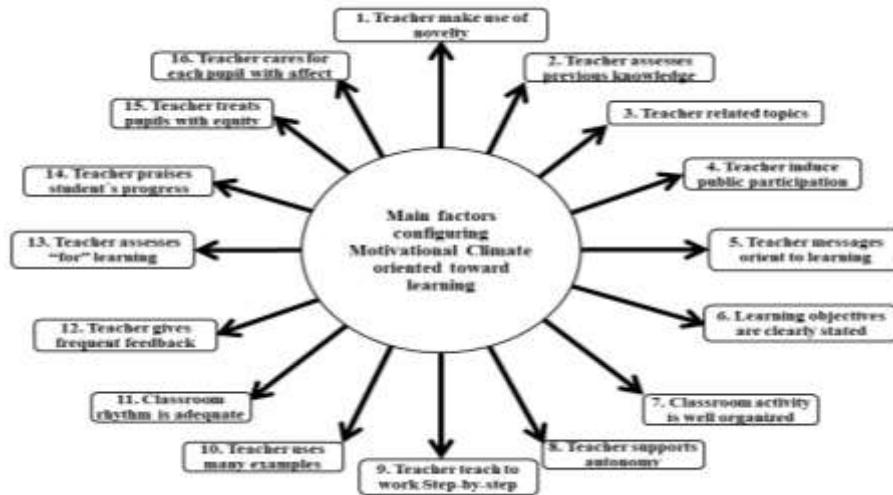 Main factors
configuring
Motivational Climate
oriented toward
learning
1. Teacher make use of
novelty
2. Teacher assesses
previous knowledge
3. Teacher related topics
4. Teacher induce
public participation
5. Teacher messages
orient to learning
6. Learning objectives
are clearly stated
7. Classroom activity
is well organized
8. Teacher supports
autonomy
9. Teacher teach to
work Step-by-step
10. Teacher uses
many examples
11. Classroom
rhythm is adequate
12. Teacher gives
frequent feedback
13. Teacher assesses
“for” learning
14. Teacher praises
student´s progress
15. Teacher treats
pupils with equity
16. Teacher cares for
each pupil with affect